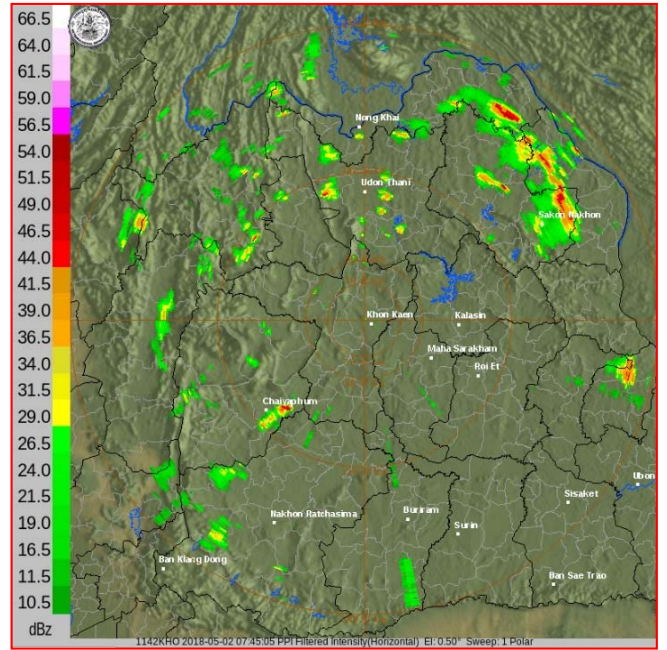 66.5
64.0
61.5
59.0
56.5
54.0
51.5
49.0
46.5
44.0
41.5
39.0
36.5
34.0
31.5
29.0
26.5
24.0
21.5
19.0
16.5
11.5
10.5
dBz
Nong Khai
Udon Thani
Sakon Nakhon
Khon Kaen
Kalasin
Maha Sarakham
Roi Et
Chaiyaphum
Ubon
Sisaket
Nakhon Ratchasima
Buriram
Surin
Ban Klang Dong
Ban Sae Trao
1142KHO 2018-05-02 07:45:05 PPI Filtered Intensity(Horizontal) El: 0.50° Sweep: 1 Polar